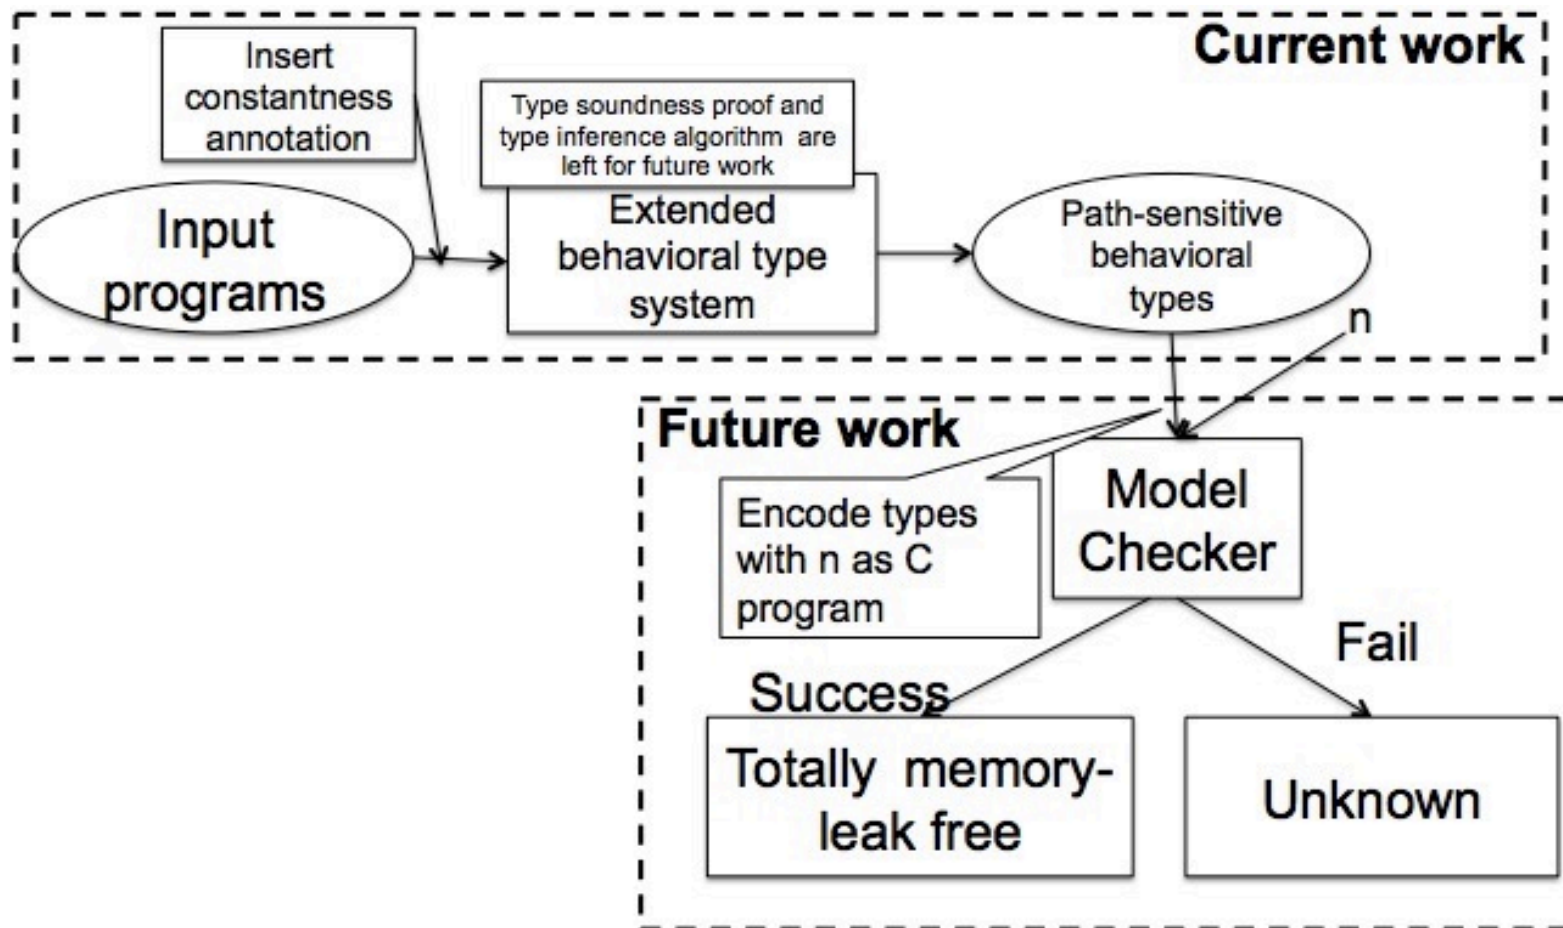 Current work
Insert
constantness
annotation
Type soundness proof and
type inference algorithm are
left for future work
Input
programs
Extended
behavioral type
system
Path-sensitive
behavioral
types
n
Future work
Encode types
with n as C
program
Model
Checker
Success
Fail
Totally memory-
leak free
Unknown